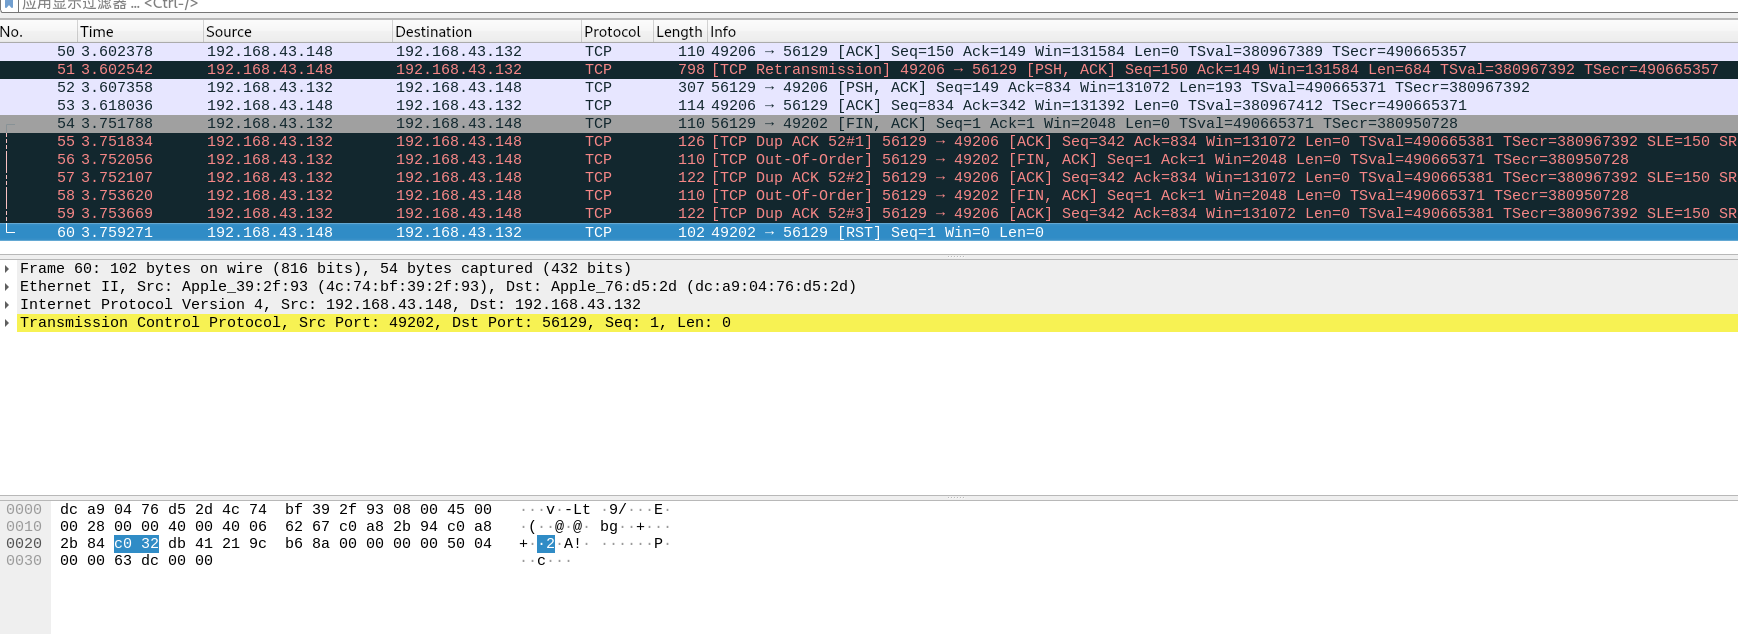 应用显示过滤器 … <Ctrl-/>
No. Time Source Destination Protocol Length Info
50 3.602378 192.168.43.148 192.168.43.132 TCP 110 49206 → 56129 [ACK] Seq=150 Ack=149 Win=131584 Len=0 TSval=380967389 TSecr=490665357
51 3.602542 192.168.43.148 192.168.43.132 TCP 798 [TCP Retransmission] 49206 → 56129 [PSH, ACK] Seq=150 Ack=149 Win=131584 Len=684 TSval=380967392 TSecr=490665357
52 3.607358 192.168.43.132 192.168.43.148 TCP 307 56129 → 49206 [PSH, ACK] Seq=149 Ack=834 Win=131072 Len=193 TSval=490665371 TSecr=380967392
53 3.618036 192.168.43.148 192.168.43.132 TCP 114 49206 → 56129 [ACK] Seq=834 Ack=342 Win=131392 Len=0 TSval=380967412 TSecr=490665371
54 3.751788 192.168.43.132 192.168.43.148 TCP 110 56129 → 49202 [FIN, ACK] Seq=1 Ack=1 Win=2048 Len=0 TSval=490665371 TSecr=380950728
55 3.751834 192.168.43.132 192.168.43.148 TCP 126 [TCP Dup ACK 52#1] 56129 → 49206 [ACK] Seq=342 Ack=834 Win=131072 Len=0 TSval=490665381 TSecr=380967392 SLE=150 SR
56 3.752056 192.168.43.132 192.168.43.148 TCP 110 [TCP Out-Of-Order] 56129 → 49202 [FIN, ACK] Seq=1 Ack=1 Win=2048 Len=0 TSval=490665371 TSecr=380950728
57 3.752107 192.168.43.132 192.168.43.148 TCP 122 [TCP Dup ACK 52#2] 56129 → 49206 [ACK] Seq=342 Ack=834 Win=131072 Len=0 TSval=490665381 TSecr=380967392 SLE=150 SR
58 3.753620 192.168.43.132 192.168.43.148 TCP 110 [TCP Out-Of-Order] 56129 → 49202 [FIN, ACK] Seq=1 Ack=1 Win=2048 Len=0 TSval=490665371 TSecr=380950728
59 3.753669 192.168.43.132 192.168.43.148 TCP 122 [TCP Dup ACK 52#3] 56129 → 49206 [ACK] Seq=342 Ack=834 Win=131072 Len=0 TSval=490665381 TSecr=380967392 SLE=150 SR
60 3.759271 192.168.43.148 192.168.43.132 TCP 102 49202 → 56129 [RST] Seq=1 Win=0 Len=0
Frame 60: 102 bytes on wire (816 bits), 54 bytes captured (432 bits)
Ethernet II, Src: Apple_39:2f:93 (4c:74:bf:39:2f:93), Dst: Apple_76:d5:2d (dc:a9:04:76:d5:2d)
Internet Protocol Version 4, Src: 192.168.43.148, Dst: 192.168.43.132
Transmission Control Protocol, Src Port: 49202, Dst Port: 56129, Seq: 1, Len: 0
0000 dc a9 04 76 d5 2d 4c 74 bf 39 2f 93 08 00 45 00 ···v·-Lt ·9/···E·
0010 00 28 00 00 40 00 40 06 62 67 c0 a8 2b 94 c0 a8 ·(··@·@· bg··+···
0020 2b 84 c0 32 db 41 21 9c b6 8a 00 00 00 00 50 04 +··2·A!· ······P·
0030 00 00 63 dc 00 00 ··c···